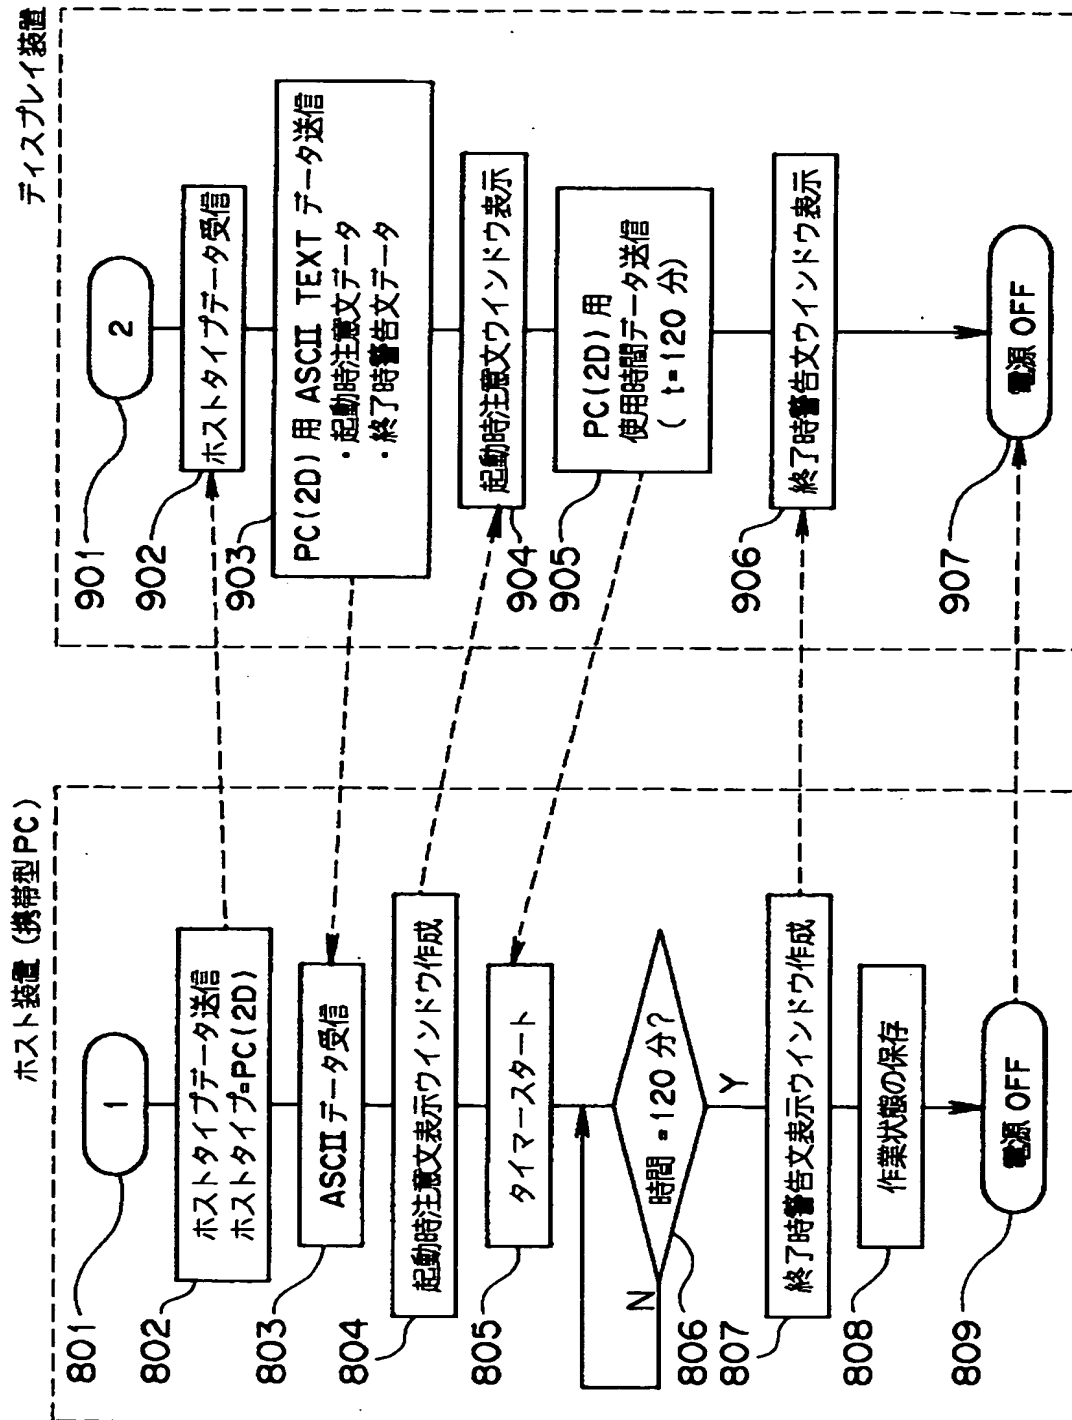 ホスト装置 (携帯型PC)
1
801
ホストタイプデータ送信
ホストタイプ=PC(2D)
802
ASCII データ受信
803
起動時注意文表示ウインドウ作成
804
タイマースタート
805
時間 = 120 分?
N
Y
806
終了時警告文表示ウインドウ作成
807
作業状態の保存
808
電源 OFF
809
ディスプレイ装置
2
901
ホストタイプデータ受信
902
PC(2D)用 ASCII TEXT データ送信
・起動時注意文データ
・終了時警告文データ
903
起動時注意文ウインドウ表示
904
PC(2D)用
使用時間データ送信
( t=120 分)
905
終了時警告文ウインドウ表示
906
電源 OFF
907